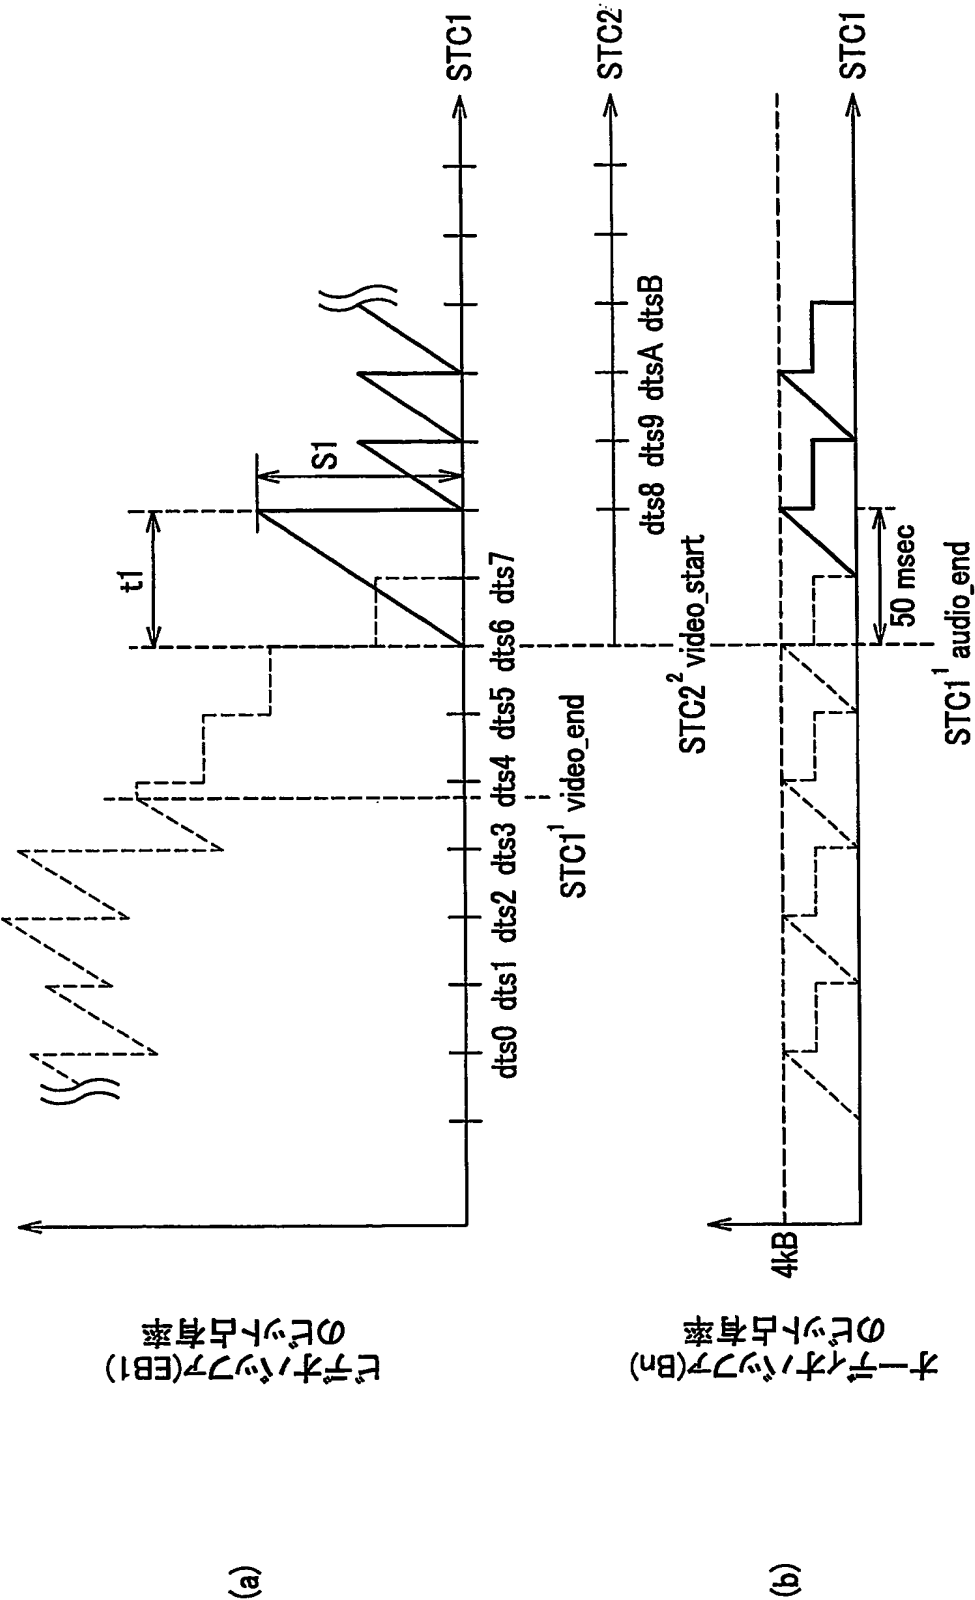 (a)
ビデオバッファ(EB1)
のビット占有率
t1
S1
STC1
dts0 dts1 dts2 dts3 dts4 dts5 dts6 dts7
STC1¹ video_end
STC2
dts8 dts9 dtsA dtsB
STC2² video_start
(b)
オーディオバッファ(Bn)
のビット占有率
4kB
STC1
50 msec
STC1¹ audio_end